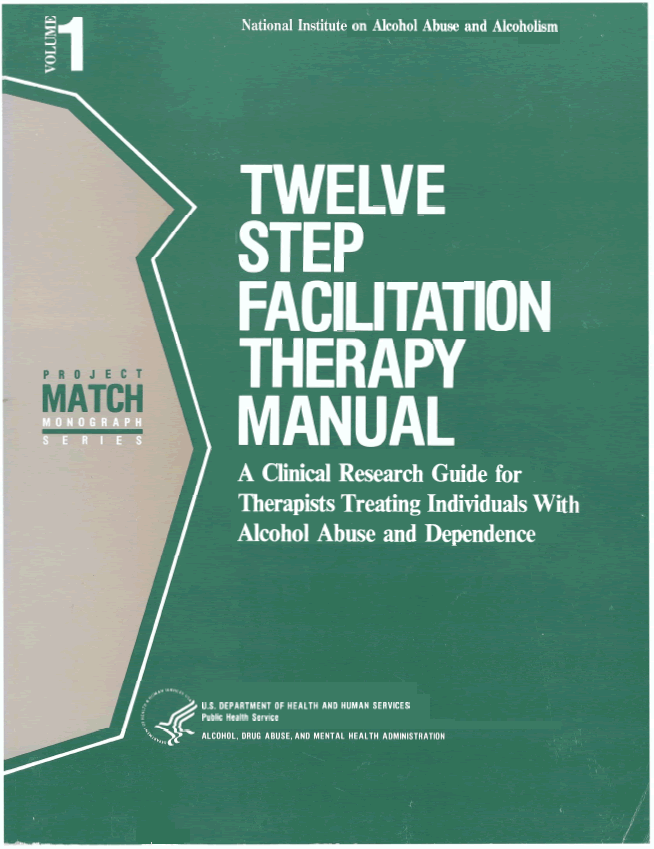 VOLUME 1
National Institute on Alcohol Abuse and Alcoholism
TWELVE
STEP
FACILITATION
THERAPY
MANUAL
A Clinical Research Guide for
Therapists Treating Individuals With
Alcohol Abuse and Dependence
PROJECT
MATCH
MONOGRAPH
SERIES
U.S. DEPARTMENT OF HEALTH AND HUMAN SERVICES
Public Health Service
ALCOHOL, DRUG ABUSE, AND MENTAL HEALTH ADMINISTRATION